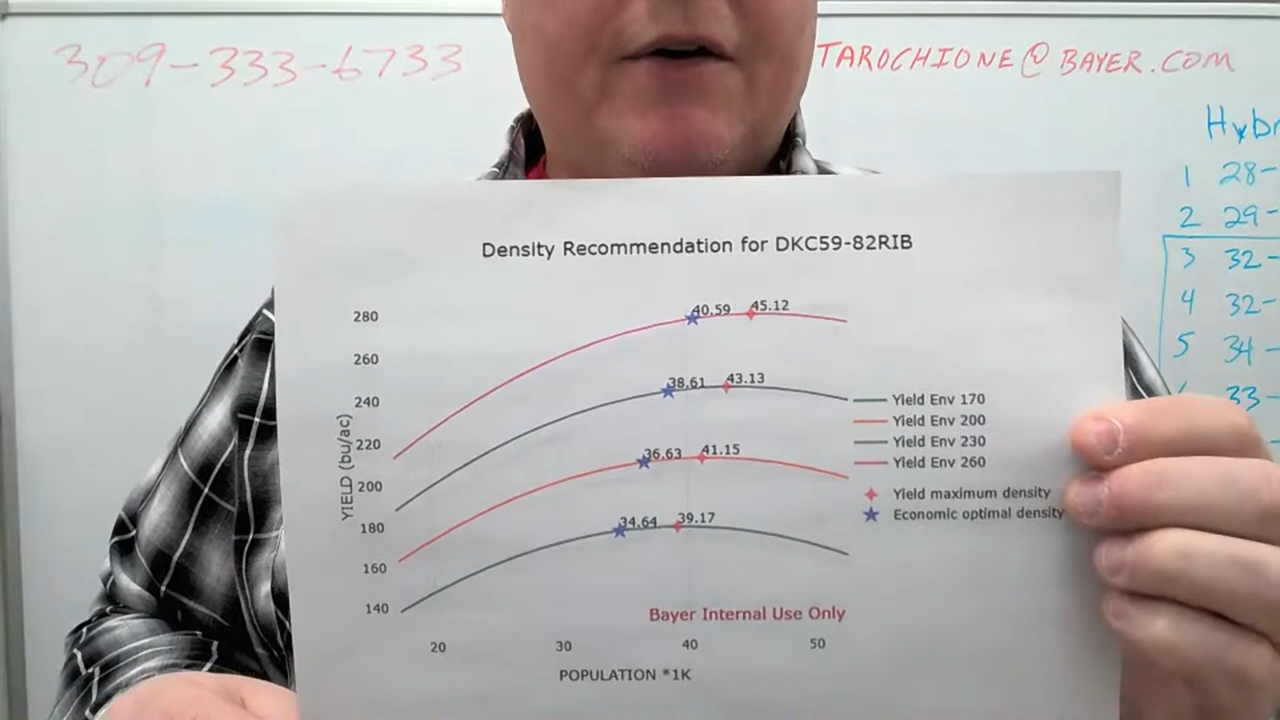 309-333-6733
TAROCHIONE@BAYER.COM
Hybr
1 28-
2 29-
3 32-
4 32-
5 34-
33-
Density Recommendation for DKC59-82RIB
YIELD (bu/ac)
280
260
240
220
200
180
160
140
40.59 45.12
38.61 43.13
36.63 41.15
34.64 39.17
Yield Env 170
Yield Env 200
Yield Env 230
Yield Env 260
Yield maximum density
Economic optimal density
Bayer Internal Use Only
20 30 40 50
POPULATION *1K